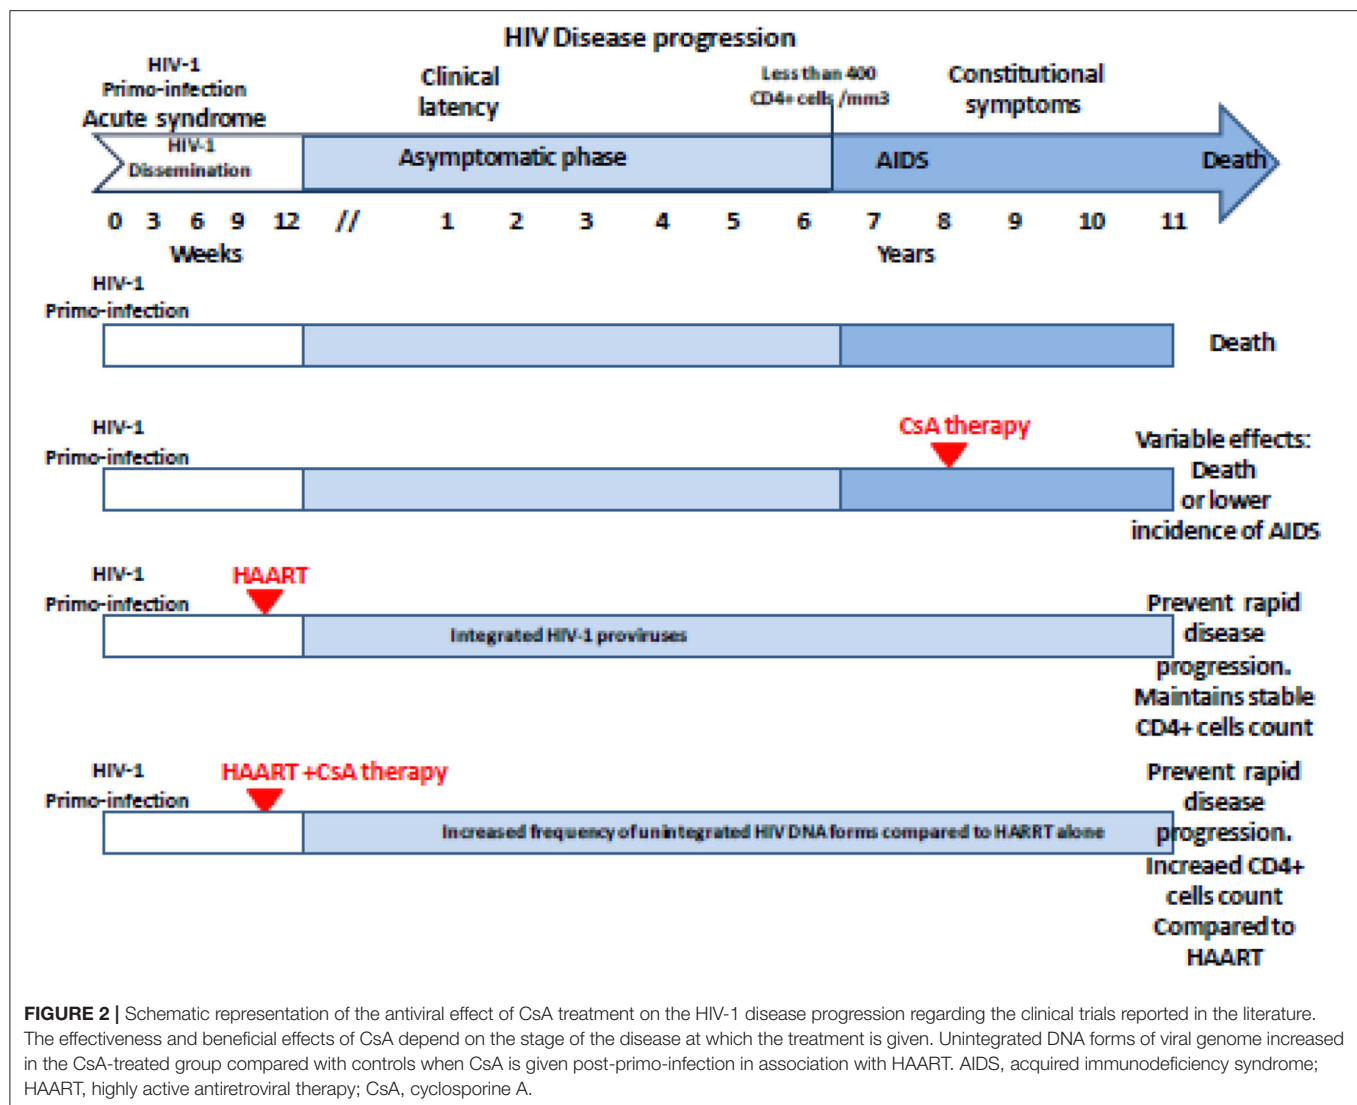 HIV Disease progression
HIV-1
Primo-infection
Acute syndrome
Clinical
latency
Less than 400
CD4+ cells /mm3
Constitutional
symptoms
HIV-1
Dissemination
Asymptomatic phase
AIDS
Death
0 3 6 9 12 // 1 2 3 4 5 6 7 8 9 10 11
Weeks
Years
HIV-1
Primo-infection
Death
HIV-1
Primo-infection
CsA therapy
Variable effects:
Death
or lower
incidence of AIDS
HIV-1
Primo-infection
HAART
Integrated HIV-1 proviruses
Prevent rapid
disease
progression.
Maintains stable
CD4+ cells count
HIV-1
Primo-infection
HAART +CsA therapy
Increased frequency of unintegrated HIV DNA forms compared to HARRT alone
Prevent rapid
disease
progression.
Increaed CD4+
cells count
Compared to
HAART
FIGURE 2 | Schematic representation of the antiviral effect of CsA treatment on the HIV-1 disease progression regarding the clinical trials reported in the literature.
The effectiveness and beneficial effects of CsA depend on the stage of the disease at which the treatment is given. Unintegrated DNA forms of viral genome increased
in the CsA-treated group compared with controls when CsA is given post-primo-infection in association with HAART. AIDS, acquired immunodeficiency syndrome;
HAART, highly active antiretroviral therapy; CsA, cyclosporine A.